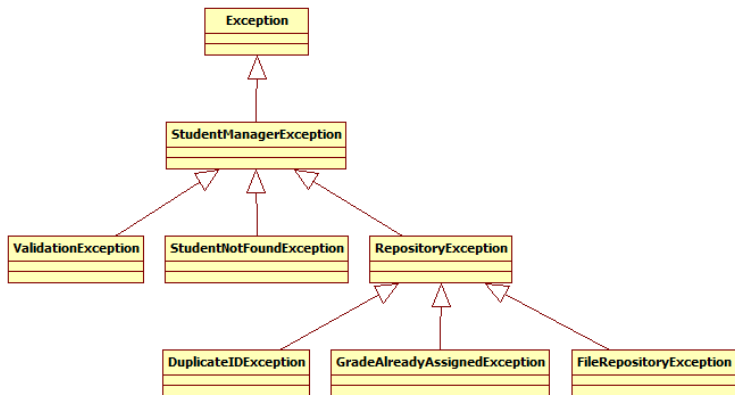 Exception
StudentManagerException
ValidationException
StudentNotFoundException
RepositoryException
DuplicateIDException
GradeAlreadyAssignedException
FileRepositoryException